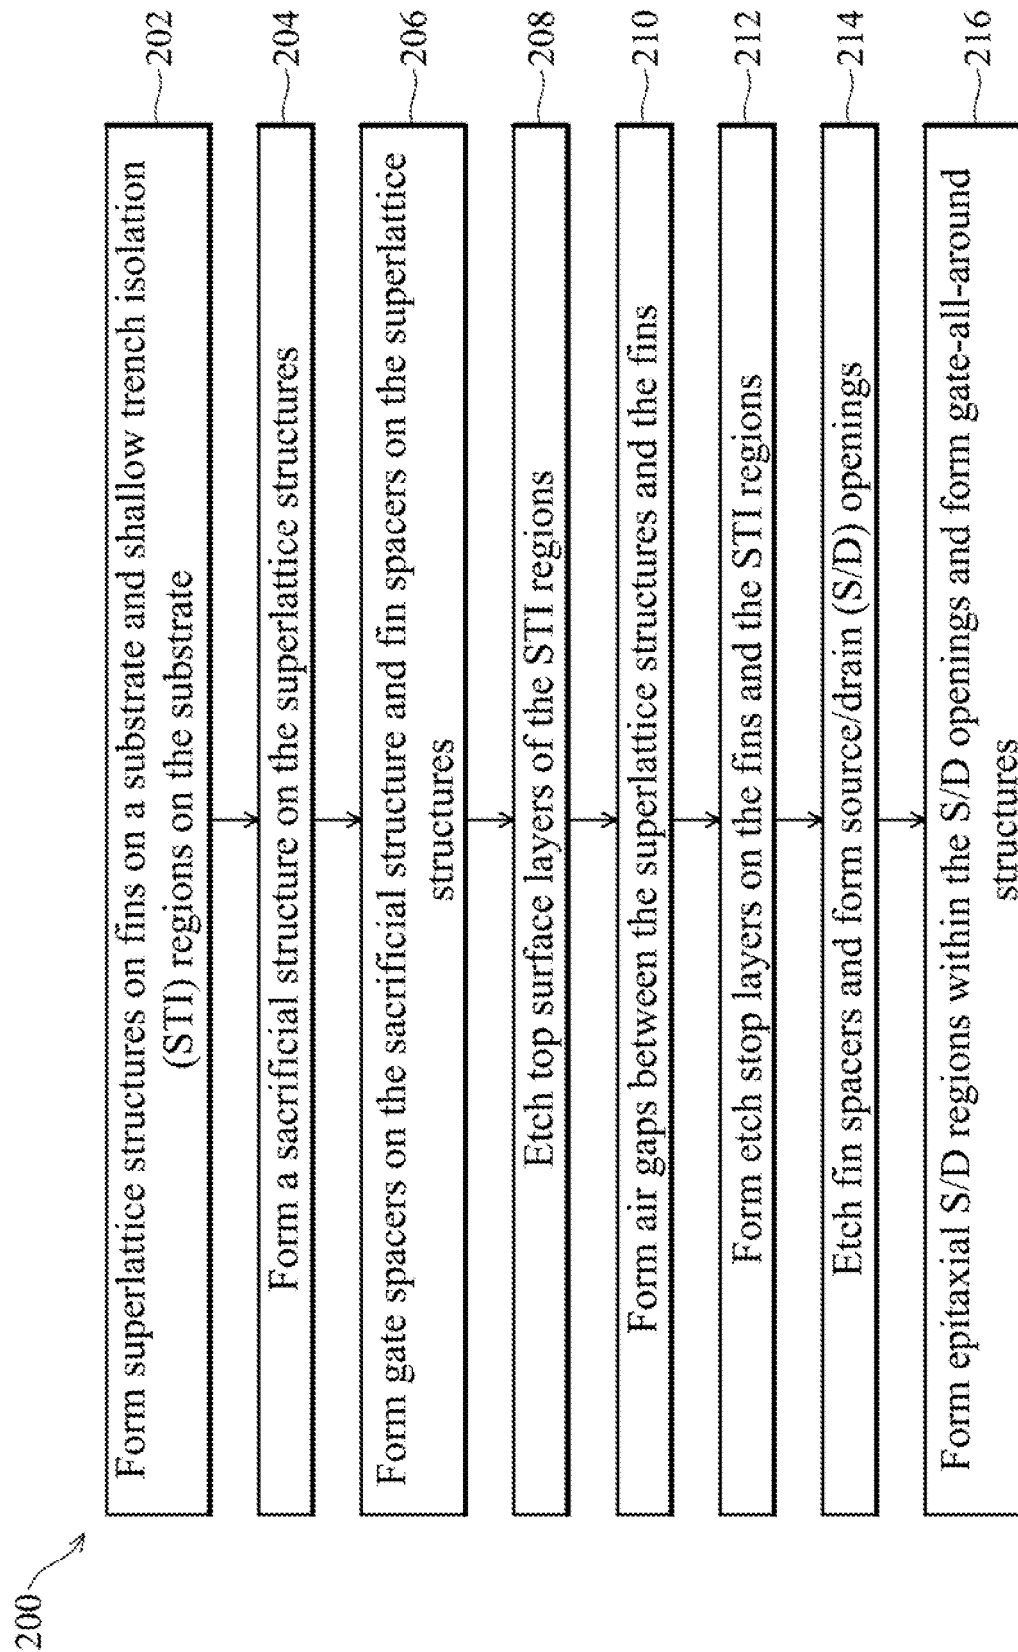 200
Form superlattice structures on fins on a substrate and shallow trench isolation
(STI) regions on the substrate
202
Form a sacrificial structure on the superlattice structures
204
Form gate spacers on the sacrificial structure and fin spacers on the superlattice
structures
206
Etch top surface layers of the STI regions
208
Form air gaps between the superlattice structures and the fins
210
Form etch stop layers on the fins and the STI regions
212
Etch fin spacers and form source/drain (S/D) openings
214
Form epitaxial S/D regions within the S/D openings and form gate-all-around
structures
216